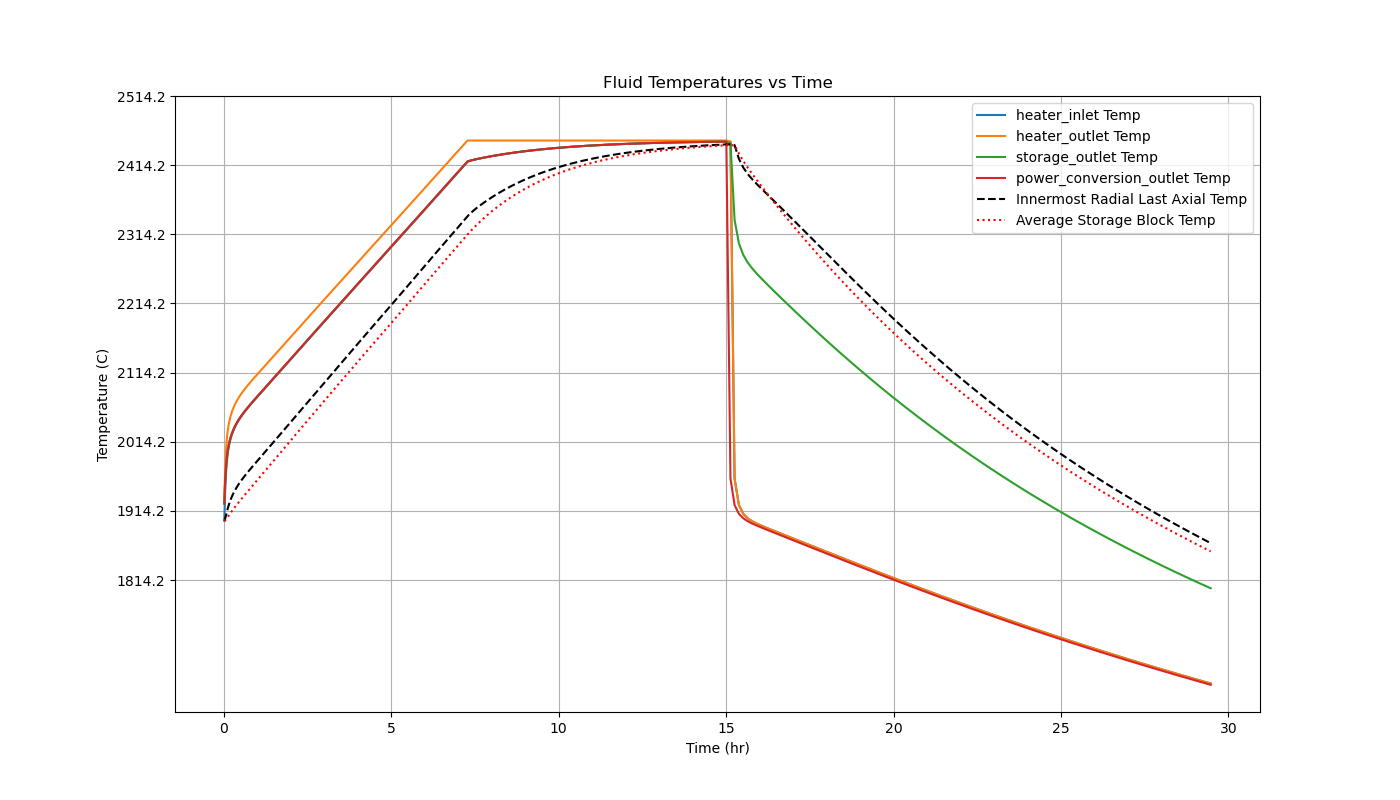 Fluid Temperatures vs Time
2514.2
2414.2
2314.2
2214.2
2114.2
2014.2
1914.2
1814.2
Temperature (C)
heater_inlet Temp
heater_outlet Temp
storage_outlet Temp
power_conversion_outlet Temp
Innermost Radial Last Axial Temp
Average Storage Block Temp
0 5 10 15 20 25 30
Time (hr)